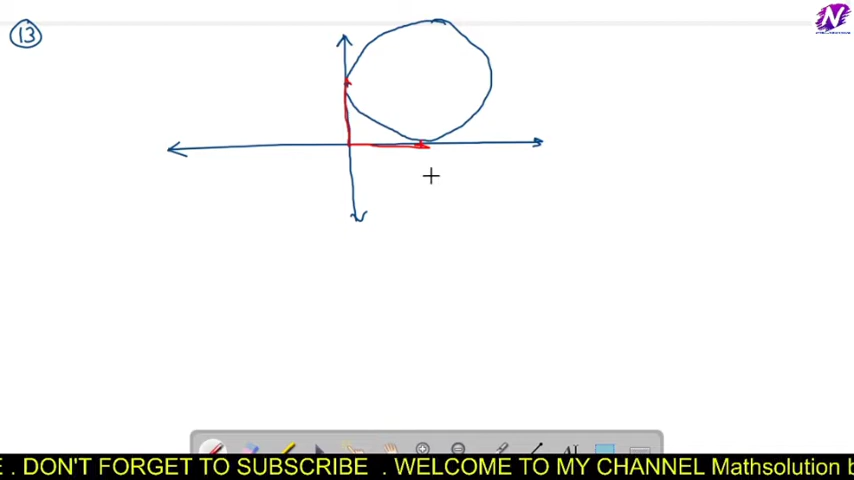 13
N
E . DON'T FORGET TO SUBSCRIBE . WELCOME TO MY CHANNEL Mathsolution b